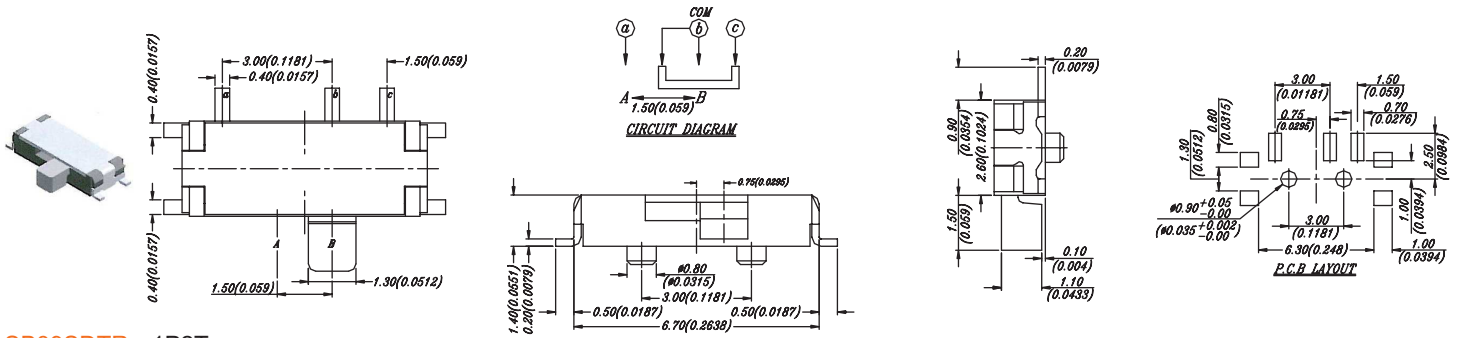 3.00(0.1181)
1.50(0.059)
0.40(0.0157)
0.40(0.0157)
a
b
c
A
B
0.40(0.0157)
1.30(0.0512)
1.50(0.059)
COM
a
b
c
A
B
1.50(0.059)
CIRCUIT DIAGRAM
0.75(0.0295)
1.40(0.0551)
0.20(0.0079)
ø0.80
(ø0.0315)
3.00(0.1181)
0.50(0.0187)
0.50(0.0187)
6.70(0.2638)
0.20
(0.0079)
0.90
(0.0354)
2.60(0.1024)
1.50
(0.059)
0.10
(0.004)
1.10
(0.0433)
3.00
(0.01181)
1.50
(0.059)
0.75
(0.0295)
0.70
(0.0276)
0.80
(0.0315)
1.30
(0.0512)
2.50
(0.0984)
1.00
(0.0394)
ø0.90+0.05
-0.00
(ø0.035+0.002
-0.00)
3.00
(0.1181)
6.30(0.248)
1.00
(0.0394)
P.C.B LAYOUT